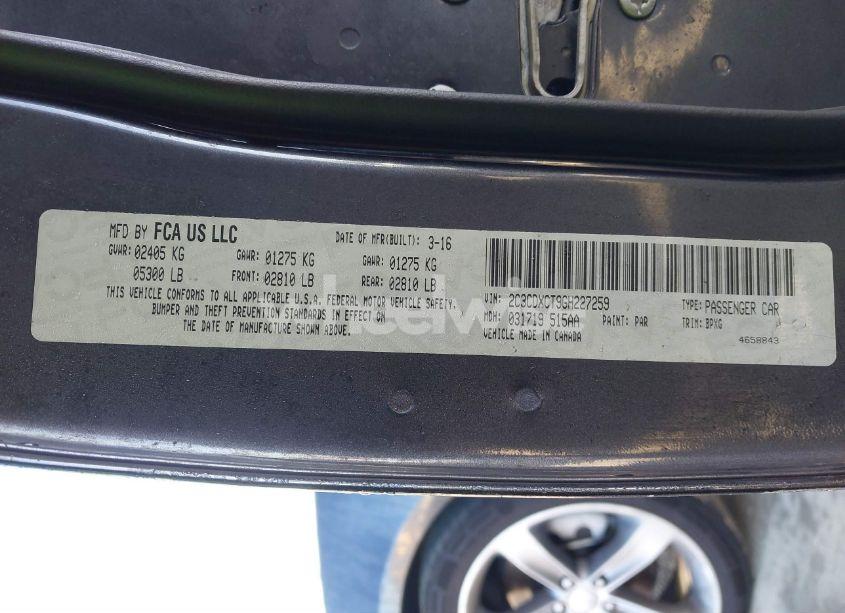 MFD BY FCA US LLC DATE OF MFR(BUILT): 3-16
GVWR: 02405 KG GAWR: 01275 KG GAWR: 01275 KG
05300 LB FRONT: 02810 LB REAR: 02810 LB
THIS VEHICLE CONFORMS TO ALL APPLICABLE U.S.A. FEDERAL MOTOR VEHICLE SAFETY,
BUMPER AND THEFT PREVENTION STANDARDS IN EFFECT ON
THE DATE OF MANUFACTURE SHOWN ABOVE.
VIN: 2C3CDXCT9GH227259 TYPE: PASSENGER CAR
MDH: 031719 515AA PAINT: PAR TRIM: BPXG
VEHICLE MADE IN CANADA 4658843